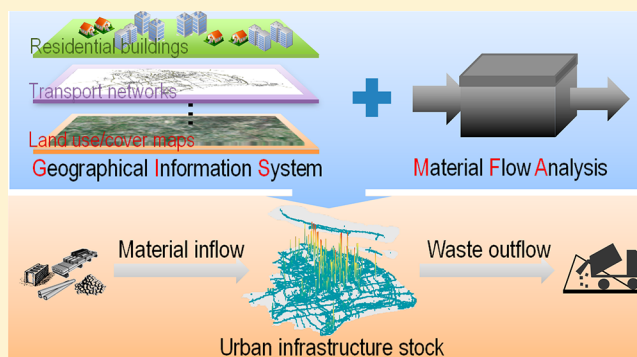 Residential buildings
Transport networks
Land use/cover maps
Geographical Information System
Material Flow Analysis
Material inflow
Waste outflow
Urban infrastructure stock